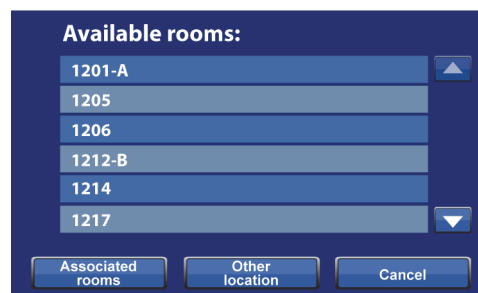 Available rooms:
1201-A
1205
1206
1212-B
1214
1217
Associated
rooms
Other
location
Cancel